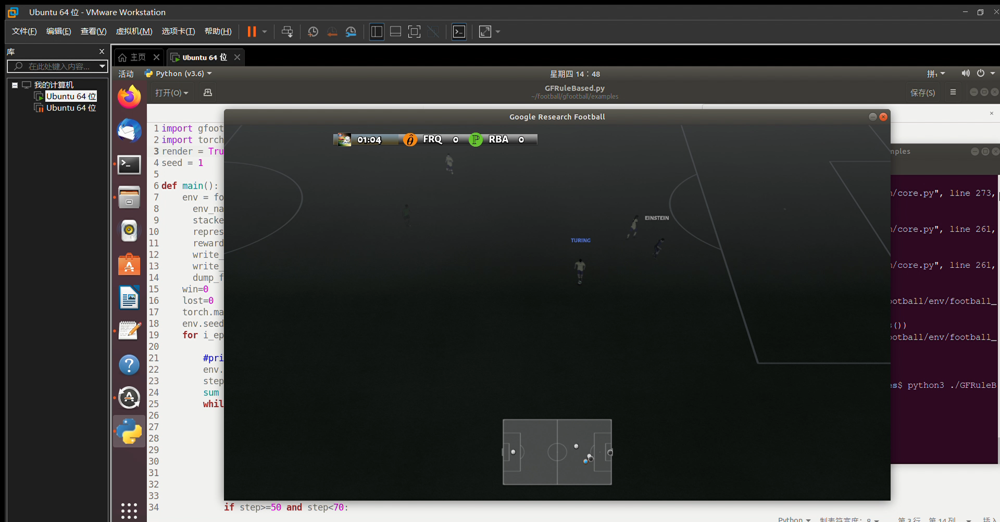 Ubuntu 64 位 - VMware Workstation
文件(F) 编辑(E) 查看(V) 虚拟机(M) 选项卡(T) 帮助(H)
库
在此处键入内容...
我的计算机
Ubuntu 64 位
Ubuntu 64 位
主页
Ubuntu 64 位
活动 Python (v3.6) 星期四 14：48 拼₁
打开(O) GFRuleBased.py 保存(S)
~/football/gfootball/examples
Google Research Football
01:04 θ̂ FRQ 0 P RBA 0
EINSTEIN
TURING
1 import gfoot
2 import torch
3 render = Tru
4 seed = 1
5
6 def main():
7 env = fo
8 env_na
9 stacke
10 repres
11 reward
12 write_
13 write_
14 dump_f
15 win=0
16 lost=0
17 torch.ma
18 env.seed
19 for i_ep
20
21 #pri
22 env.
23 step
24 sum
25 whil
26
27
28
29
30
31
32
33
34 if step>=50 and step<70:
mples
n/core.py", line 273,
n/core.py", line 261,
n/core.py", line 261,
ootball/env/football_
s())
ootball/env/football_
es$ python3 ./GFRuleB
Python 制表符宽度：8 第 3 行，第 14 列 插入